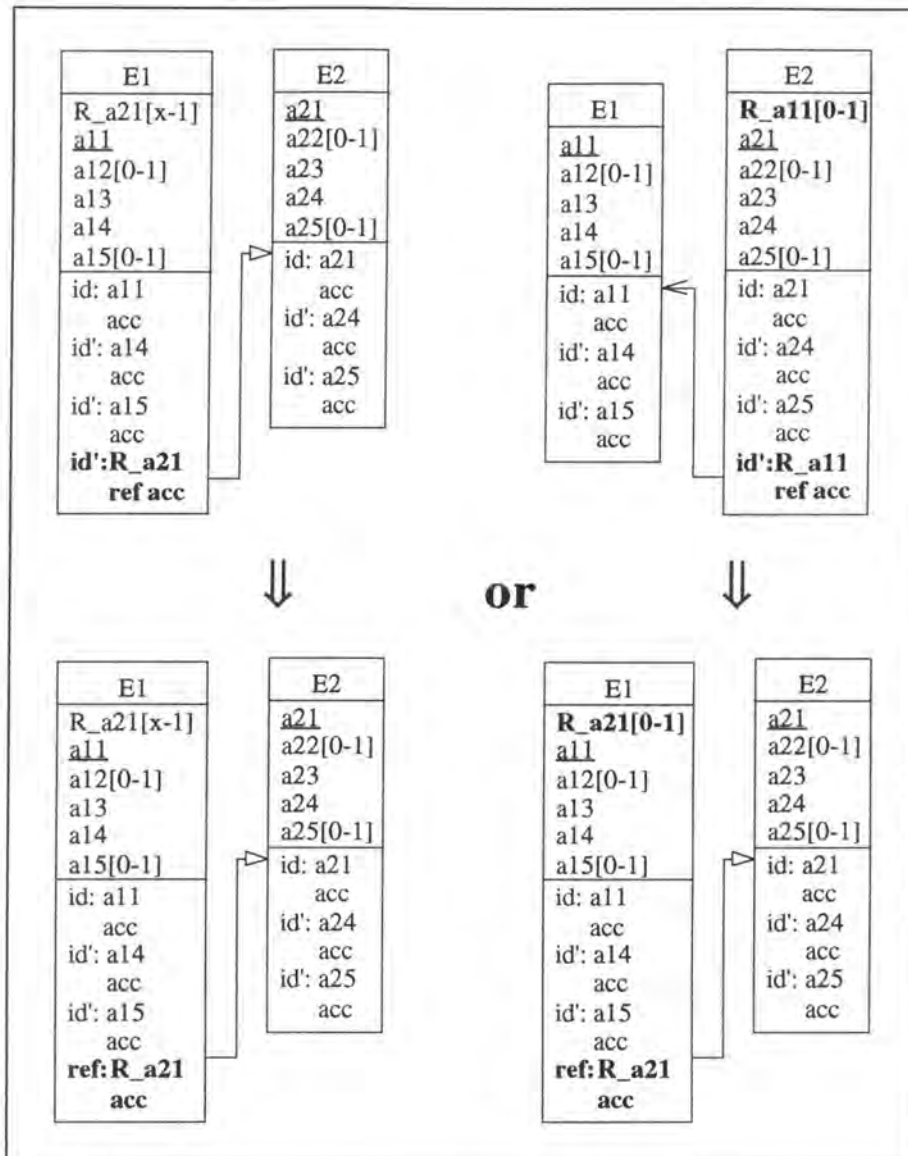 E1
R_a21[x-1]
a11
a12[0-1]
a13
a14
a15[0-1]
id: a11
acc
id': a14
acc
id': a15
acc
id':R_a21
ref acc
E2
a21
a22[0-1]
a23
a24
a25[0-1]
id: a21
acc
id': a24
acc
id': a25
acc
E1
a11
a12[0-1]
a13
a14
a15[0-1]
id: a11
acc
id': a14
acc
id': a15
acc
E2
R_a11[0-1]
a21
a22[0-1]
a23
a24
a25[0-1]
id: a21
acc
id': a24
acc
id': a25
acc
id':R_a11
ref acc
⇓ or ⇓
E1
R_a21[x-1]
a11
a12[0-1]
a13
a14
a15[0-1]
id: a11
acc
id': a14
acc
id': a15
acc
ref:R_a21
acc
E2
a21
a22[0-1]
a23
a24
a25[0-1]
id: a21
acc
id': a24
acc
id': a25
acc
E1
R_a21[0-1]
a11
a12[0-1]
a13
a14
a15[0-1]
id: a11
acc
id': a14
acc
id': a15
acc
ref:R_a21
acc
E2
a21
a22[0-1]
a23
a24
a25[0-1]
id: a21
acc
id': a24
acc
id': a25
acc